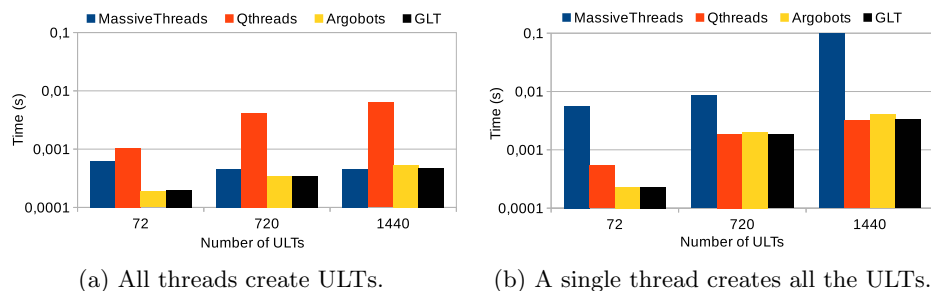 MassiveThreads Qthreads Argobots GLT
0,1
0,01
0,001
0,0001
Time (s)
72 720 1440
Number of ULTs
(a) All threads create ULTs.
MassiveThreads Qthreads Argobots GLT
0,1
0,01
0,001
0,0001
Time (s)
72 720 1440
Number of ULTs
(b) A single thread creates all the ULTs.